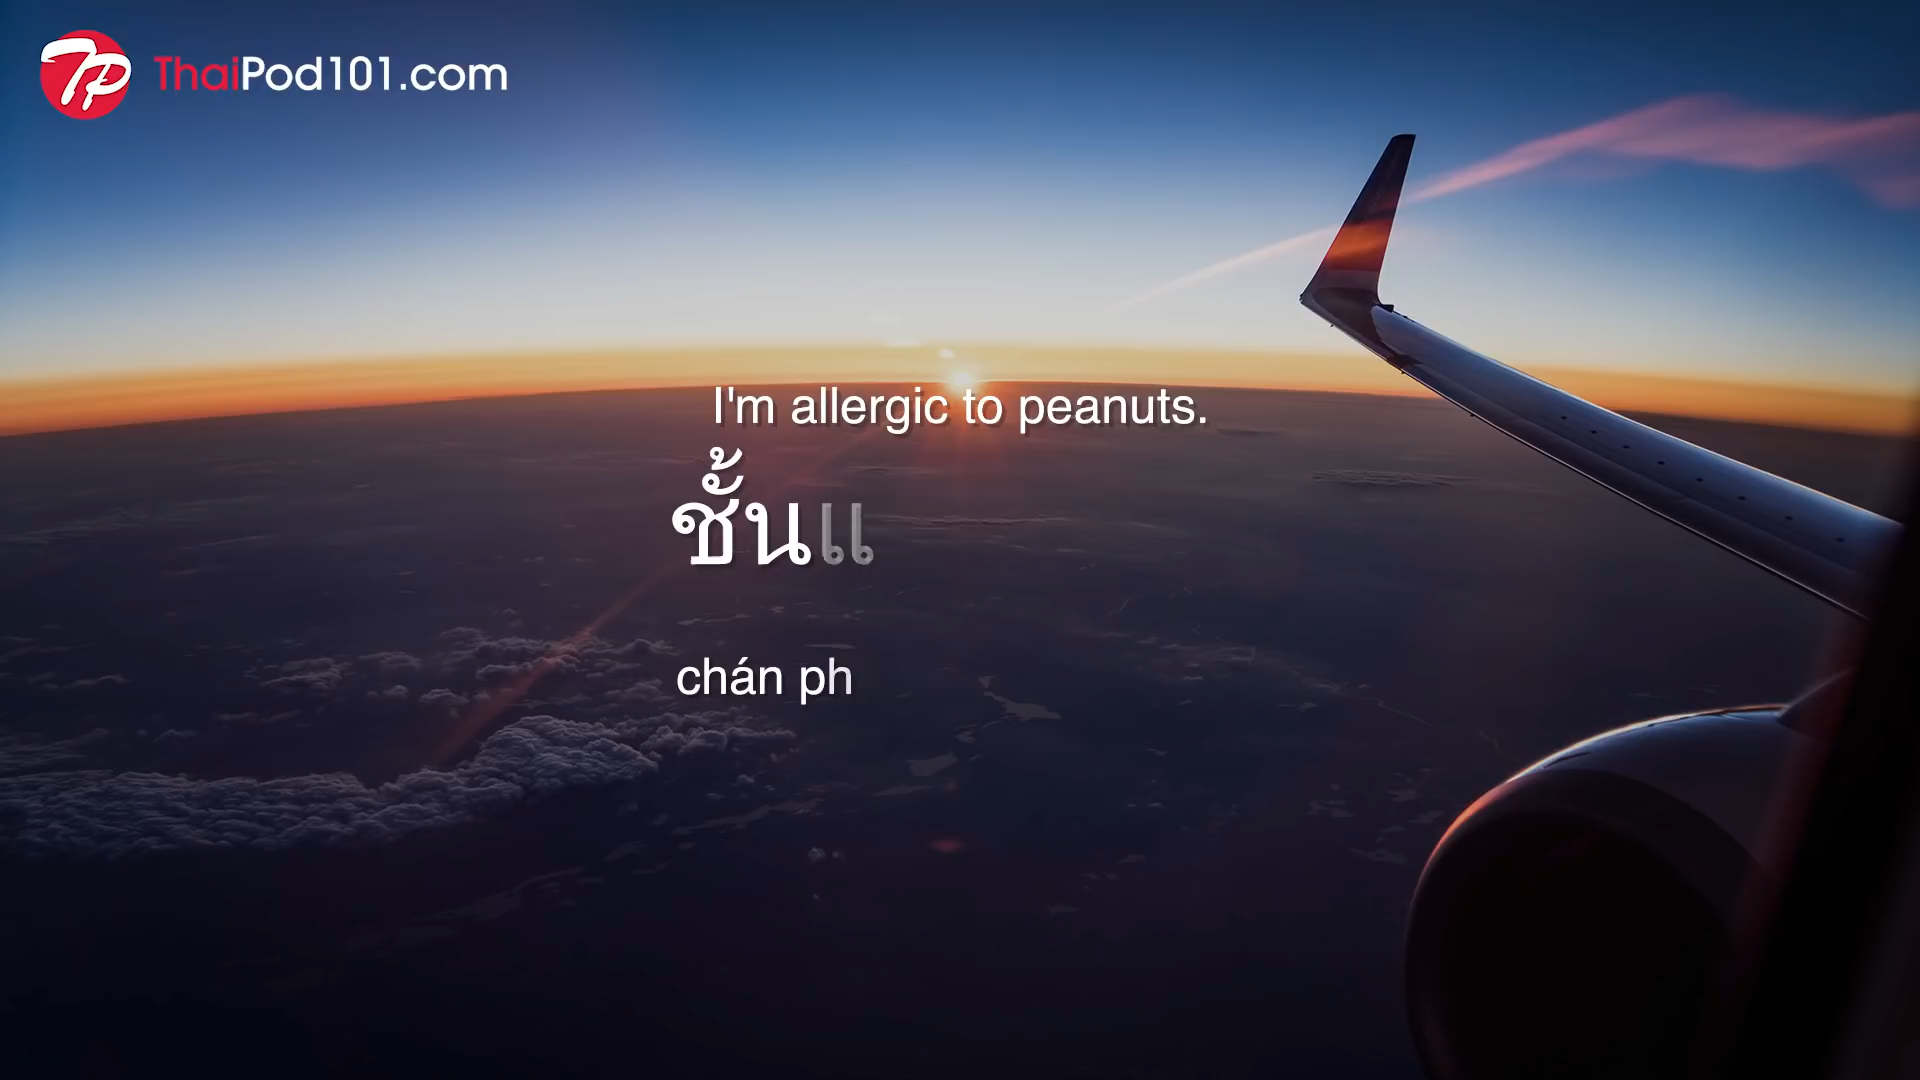 ThaiPod101.com
I'm allergic to peanuts.
ชั้นแ
chán ph